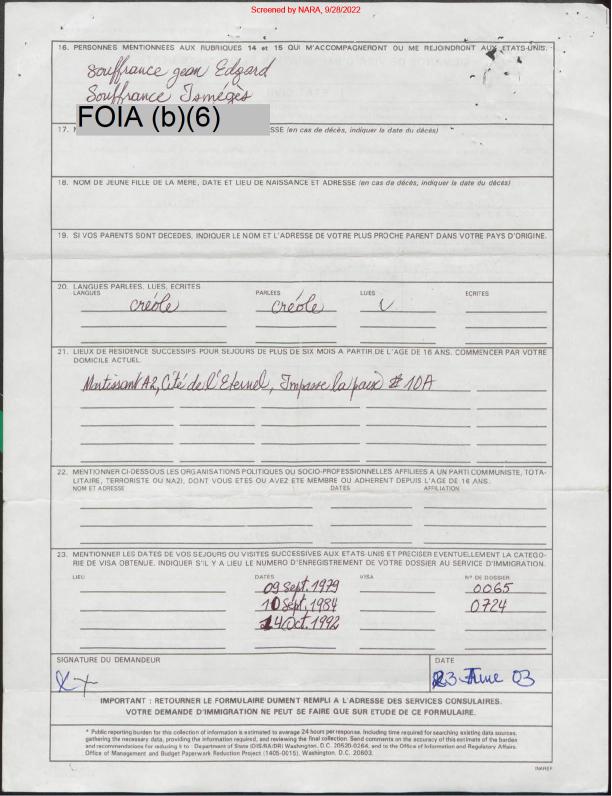 Screened by NARA, 9/28/2022
16. PERSONNES MENTIONNEES AUX RUBRIQUES 14 et 15 QUI M'ACCOMPAGNERONT OU ME REJOINDRONT AUX ETATS-UNIS.
Souffrance Jean Edgard
Souffrance Ismégès
FOIA (b)(6)
17. SSE (en cas de décès, indiquer la date du décès)
18. NOM DE JEUNE FILLE DE LA MERE, DATE ET LIEU DE NAISSANCE ET ADRESSE (en cas de décès, indiquer la date du décès)
19. SI VOS PARENTS SONT DECEDES, INDIQUER LE NOM ET L'ADRESSE DE VOTRE PLUS PROCHE PARENT DANS VOTRE PAYS D'ORIGINE.
20. LANGUES PARLEES, LUES, ECRITES
LANGUES PARLEES LUES ECRITES
créole créole
21. LIEUX DE RESIDENCE SUCCESSIFS POUR SEJOURS DE PLUS DE SIX MOIS A PARTIR DE L'AGE DE 16 ANS. COMMENCER PAR VOTRE
DOMICILE ACTUEL.
Martissant A2, Cité de l'Eternel, Impasse la paix # 10A
22. MENTIONNER CI-DESSOUS LES ORGANISATIONS POLITIQUES OU SOCIO-PROFESSIONNELLES AFFILIEES A UN PARTI COMMUNISTE, TOTA-
LITAIRE, TERRORISTE OU NAZI, DONT VOUS ETES OU AVEZ ETE MEMBRE OU ADHERENT DEPUIS L'AGE DE 16 ANS.
NOM ET ADRESSE DATES AFFILIATION
23. MENTIONNER LES DATES DE VOS SEJOURS OU VISITES SUCCESSIVES AUX ETATS-UNIS ET PRECISER EVENTUELLEMENT LA CATEGO-
RIE DE VISA OBTENUE. INDIQUER S'IL Y A LIEU LE NUMERO D'ENREGISTREMENT DE VOTRE DOSSIER AU SERVICE D'IMMIGRATION.
LIEU DATES VISA N° DE DOSSIER
09 Sept. 1979 0065
10 Sept, 1984 0724
14 Oct. 1992
SIGNATURE DU DEMANDEUR DATE
23 June 03
IMPORTANT : RETOURNER LE FORMULAIRE DUMENT REMPLI A L'ADRESSE DES SERVICES CONSULAIRES.
VOTRE DEMANDE D'IMMIGRATION NE PEUT SE FAIRE QUE SUR ETUDE DE CE FORMULAIRE.
* Public reporting burden for this collection of information is estimated to average 24 hours per response, including time required for searching existing data sources,
gathering the necessary data, providing the information required, and reviewing the final collection. Send comments on the accuracy of this estimate of the burden
and recommendations for reducing it to : Department of State (OIS/RA/DR) Washington, D.C. 20520-0264, and to the Office of Information and Regulatory Affairs,
Office of Management and Budget Paperwork Reduction Project (1405-0015), Washington, D.C. 20503.